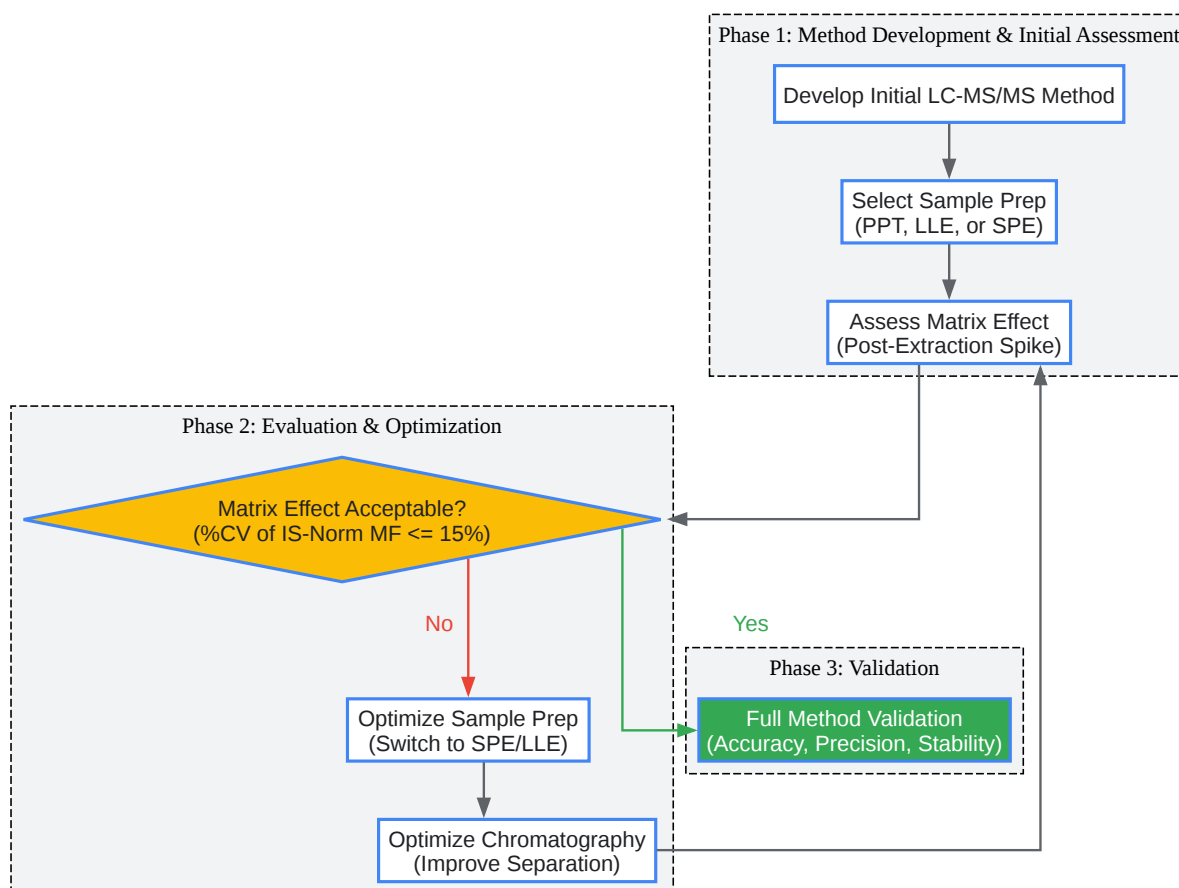 Phase 1: Method Development & Initial Assessment
Develop Initial LC-MS/MS Method
Select Sample Prep
(PPT, LLE, or SPE)
Assess Matrix Effect
(Post-Extraction Spike)
Phase 2: Evaluation & Optimization
Matrix Effect Acceptable?
(%CV of IS-Norm MF <= 15%)
No
Yes
Phase 3: Validation
Full Method Validation
(Accuracy, Precision, Stability)
Optimize Sample Prep
(Switch to SPE/LLE)
Optimize Chromatography
(Improve Separation)